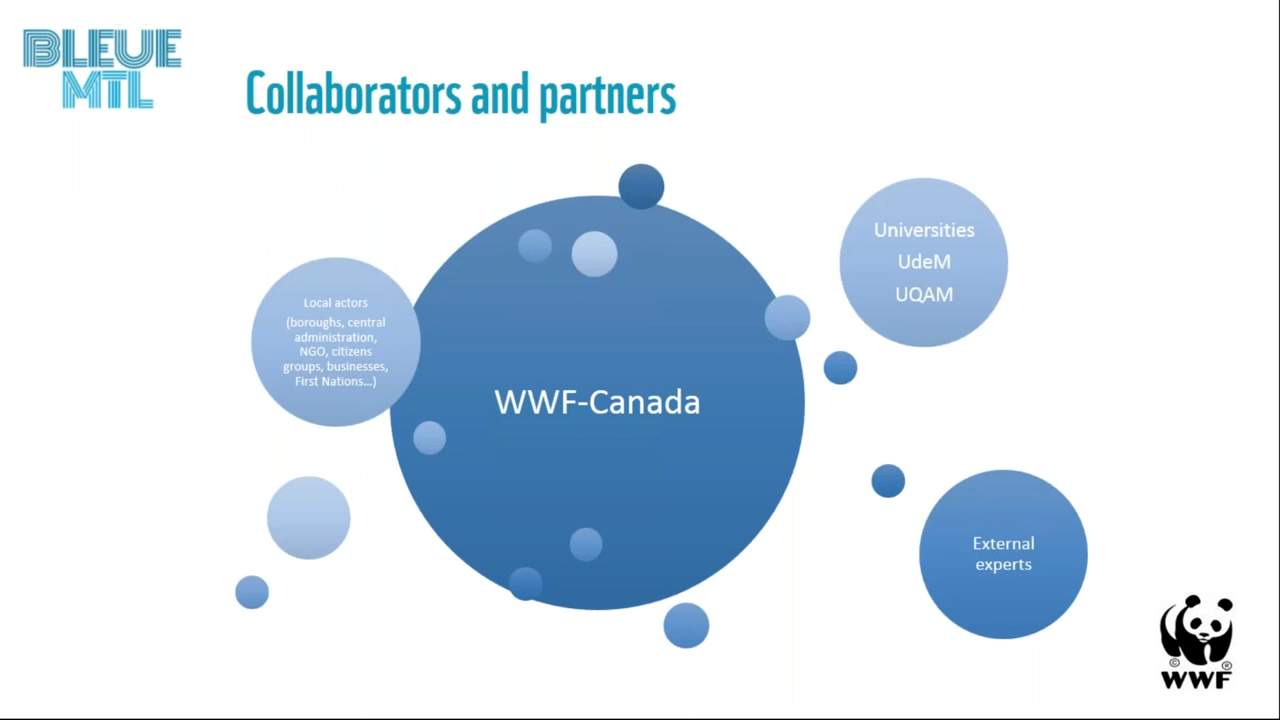 BLEUE
MTL
Collaborators and partners
Universities
UdeM
UQAM
Local actors
(boroughs, central
administration,
NGO, citizens
groups, businesses,
First Nations...)
WWF-Canada
External
experts
©
®
WWF